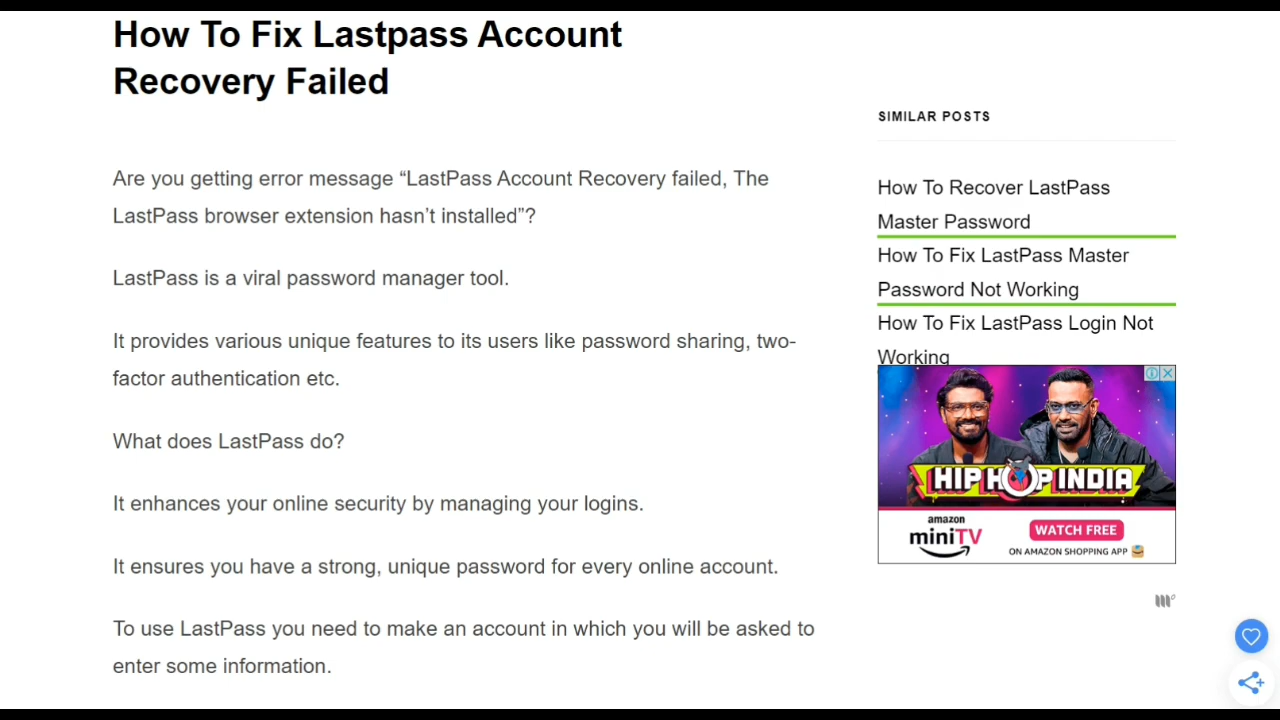 How To Fix Lastpass Account
Recovery Failed
Are you getting error message “LastPass Account Recovery failed, The
LastPass browser extension hasn’t installed”?
LastPass is a viral password manager tool.
It provides various unique features to its users like password sharing, two-
factor authentication etc.
What does LastPass do?
It enhances your online security by managing your logins.
It ensures you have a strong, unique password for every online account.
To use LastPass you need to make an account in which you will be asked to
enter some information.
SIMILAR POSTS
How To Recover LastPass
Master Password
How To Fix LastPass Master
Password Not Working
How To Fix LastPass Login Not
Working
HIP HOP INDIA
amazon
miniTV
WATCH FREE
ON AMAZON SHOPPING APP